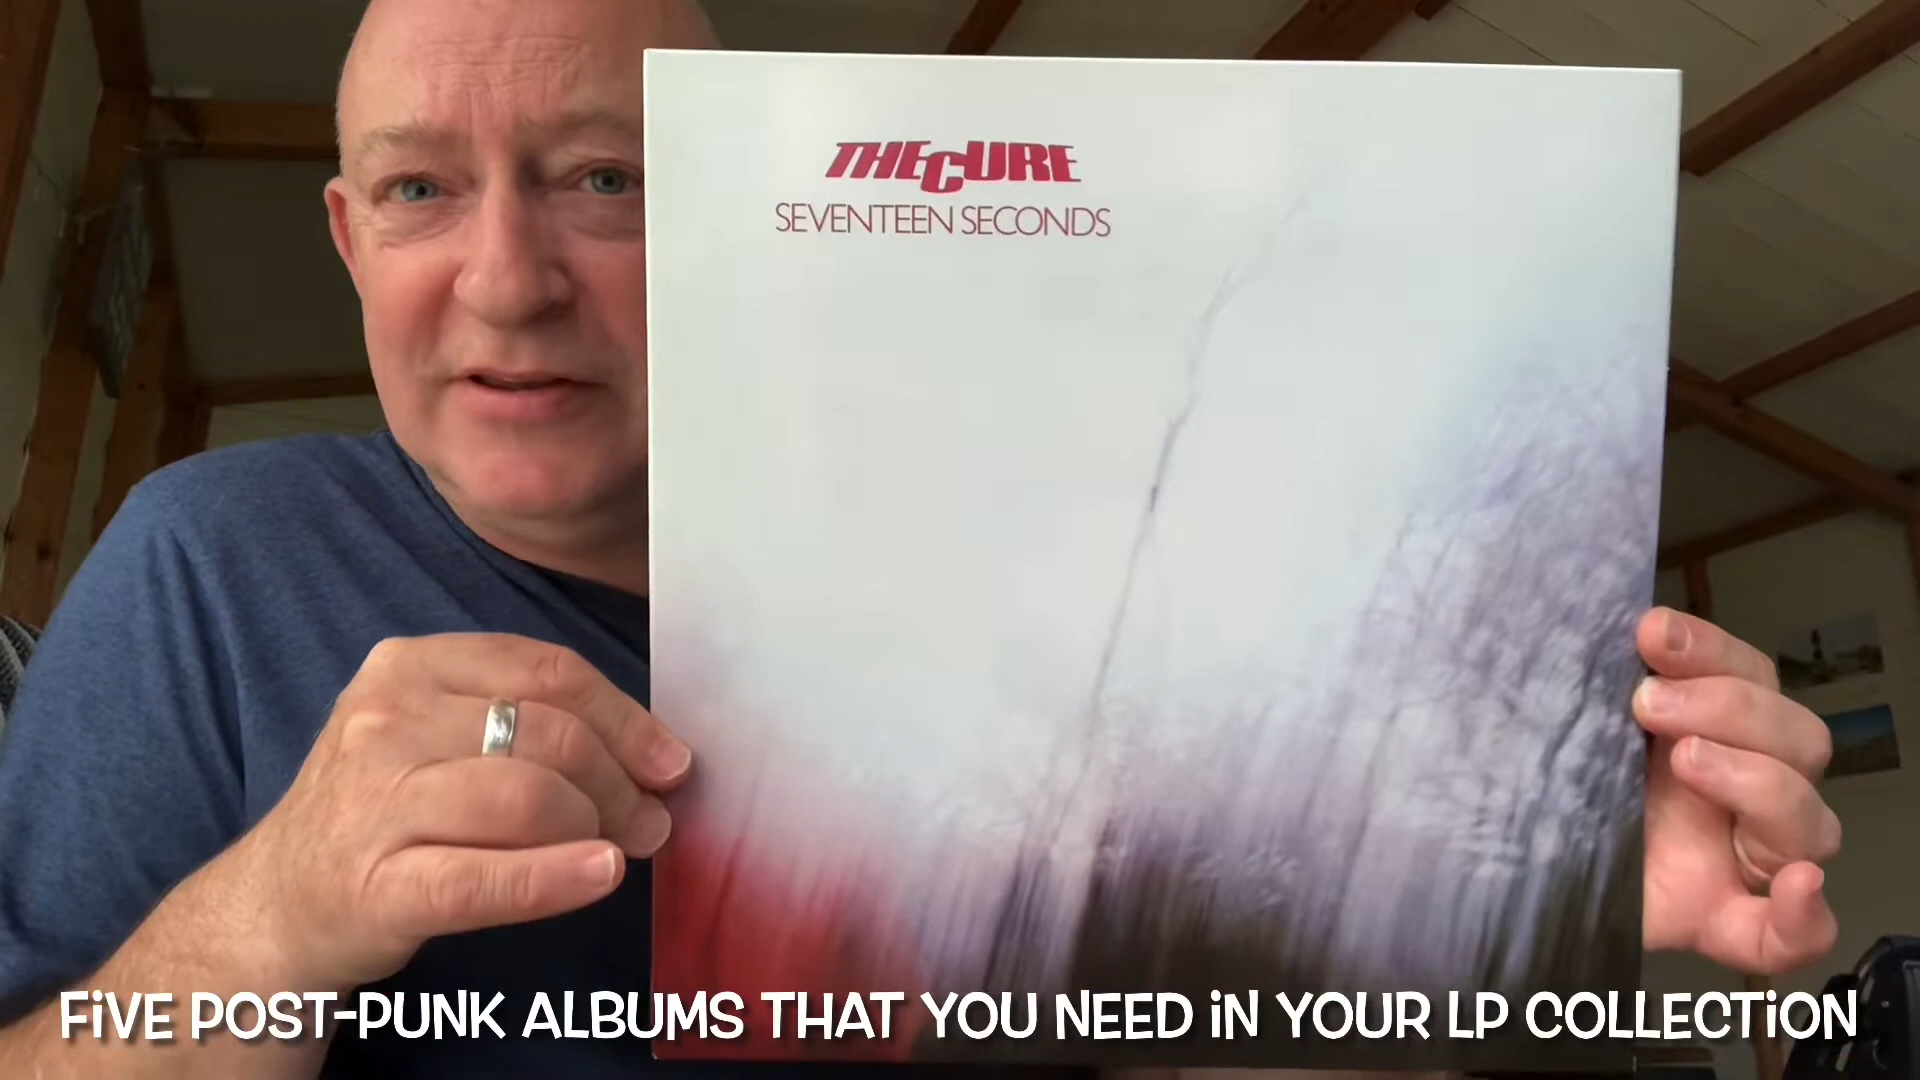 THE CURE
SEVENTEEN SECONDS
FiVE POST-PUNK ALBUMS THAT YOU NEED iN YOUR LP COLLECTiON